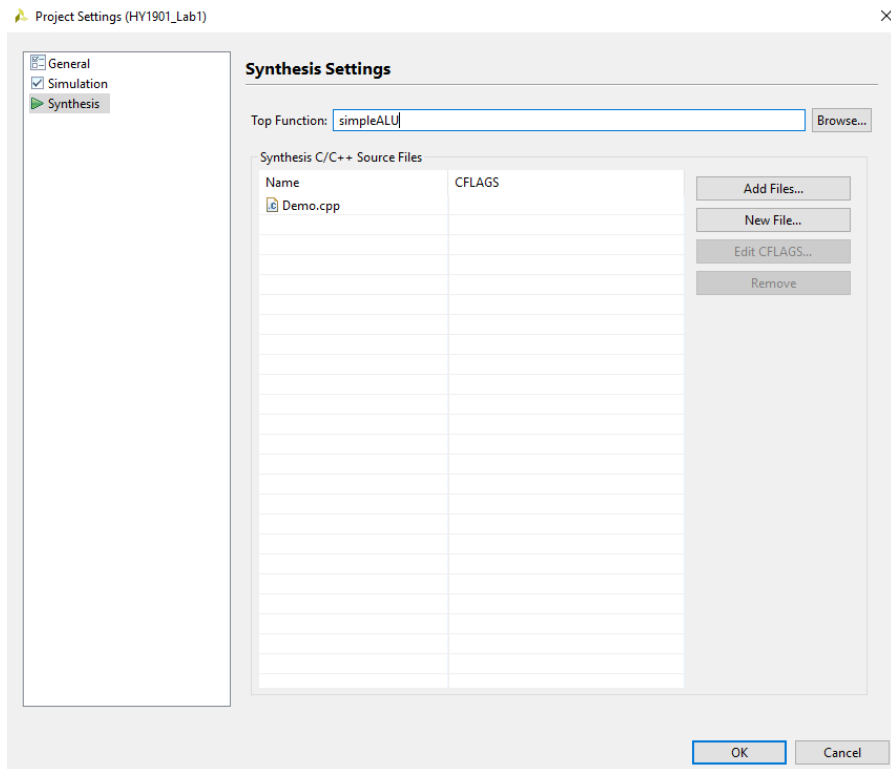 Project Settings (HY1901_Lab1)
General
Simulation
Synthesis
Synthesis Settings
Top Function: simpleALU Browse...
Synthesis C/C++ Source Files
Name CFLAGS
Demo.cpp
Add Files...
New File...
Edit CFLAGS...
Remove
OK Cancel